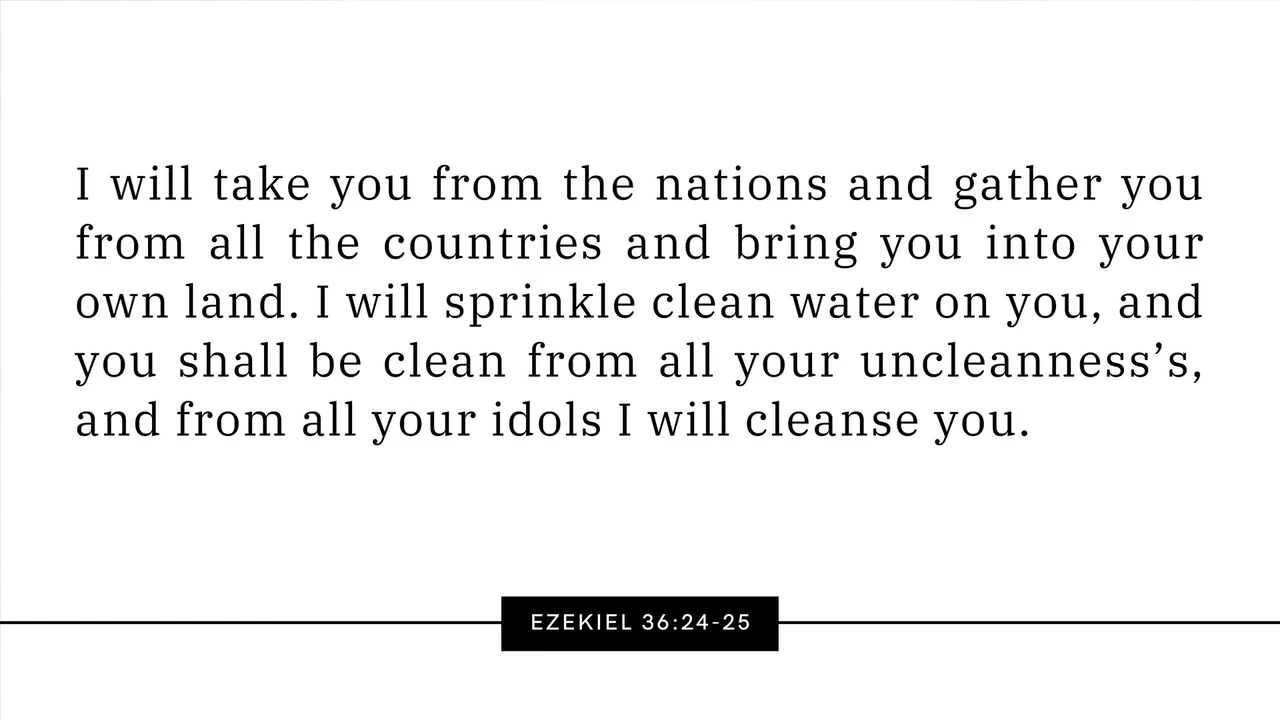 I will take you from the nations and gather you
from all the countries and bring you into your
own land. I will sprinkle clean water on you, and
you shall be clean from all your uncleanness’s,
and from all your idols I will cleanse you.
EZEKIEL 36:24-25